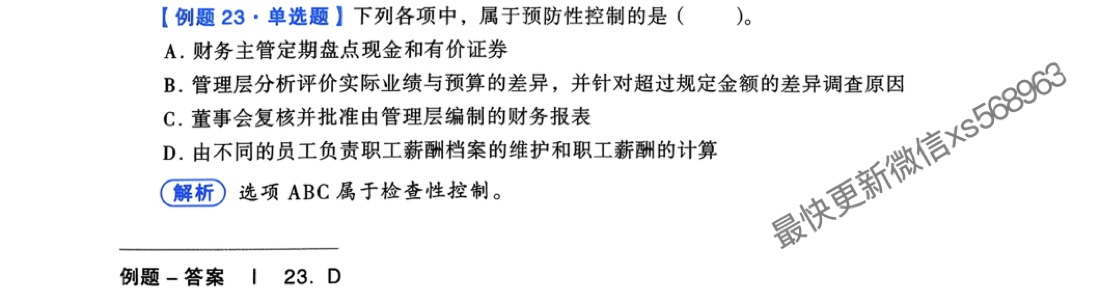 【例题 23·单选题】下列各项中，属于预防性控制的是（　　）。
A. 财务主管定期盘点现金和有价证券
B. 管理层分析评价实际业绩与预算的差异，并针对超过规定金额的差异调查原因
C. 董事会复核并批准由管理层编制的财务报表
D. 由不同的员工负责职工薪酬档案的维护和职工薪酬的计算
解析 选项 ABC 属于检查性控制。
例题－答案 | 23. D
最快更新微信xs568963